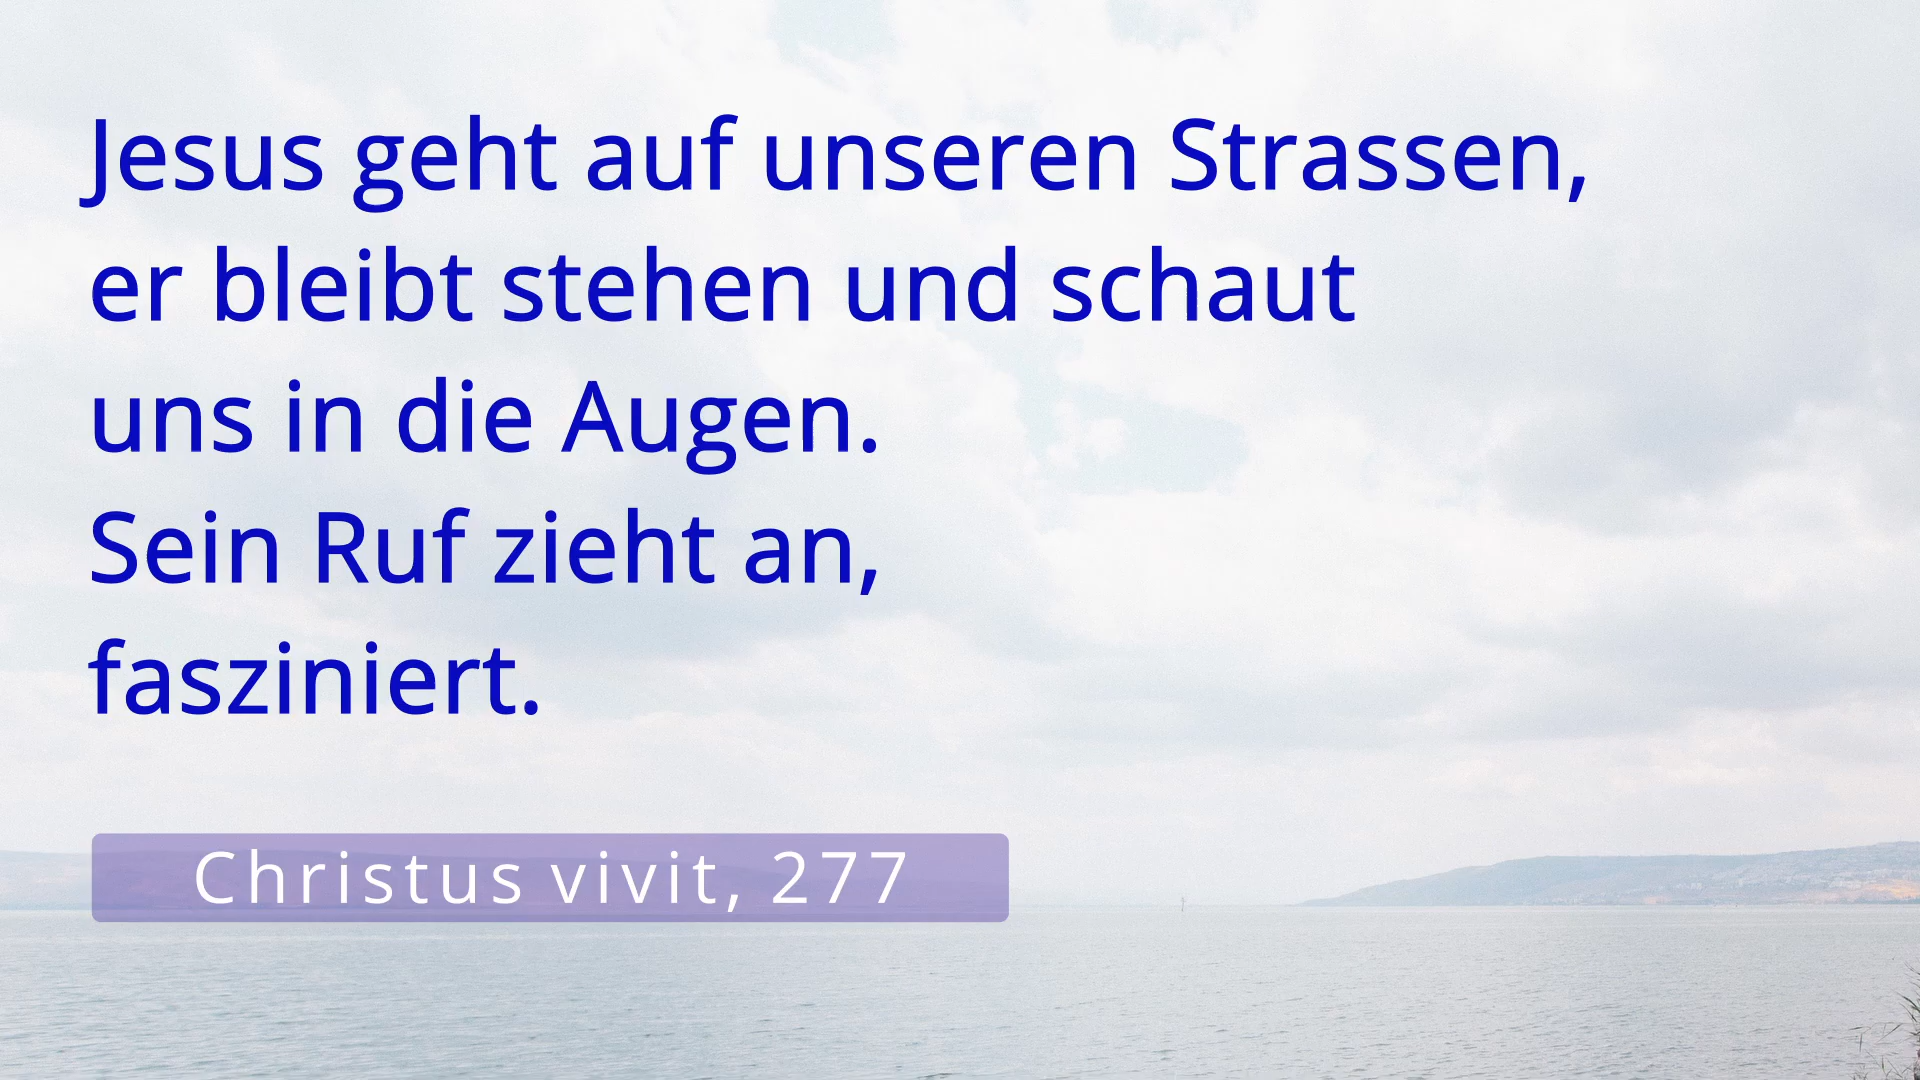 Jesus geht auf unseren Strassen,
er bleibt stehen und schaut
uns in die Augen.
Sein Ruf zieht an,
fasziniert.
Christus vivit, 277